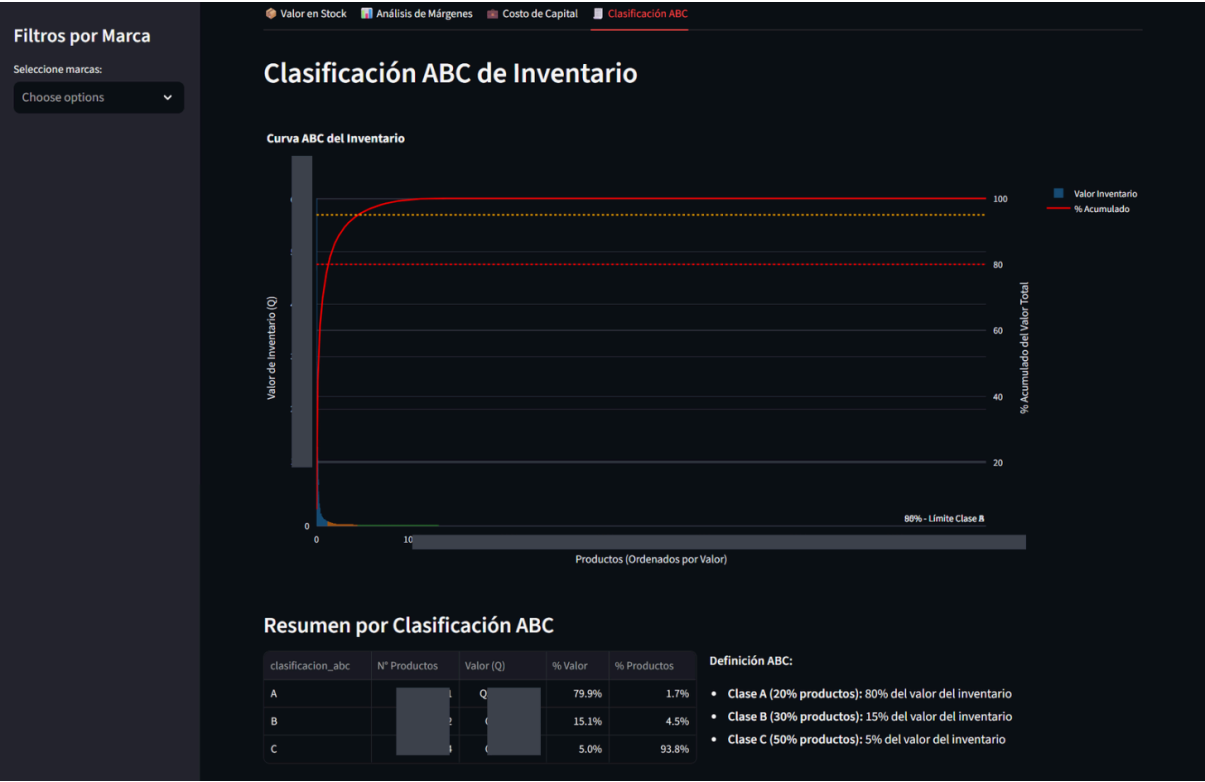 Filtros por Marca
Seleccione marcas:
Choose options
Valor en Stock Análisis de Márgenes Costo de Capital Clasificación ABC
Clasificación ABC de Inventario
Curva ABC del Inventario
Valor Inventario
% Acumulado
100
80
60
40
20
Valor de Inventario (Q)
% Acumulado del Valor Total
Límite Clase
0
0 10
Productos (Ordenados por Valor)
Resumen por Clasificación ABC
clasificacion_abc N° Productos Valor (Q) % Valor % Productos
A Q 79.9% 1.7%
B 15.1% 4.5%
C 5.0% 93.8%
Definición ABC:
• Clase A (20% productos): 80% del valor del inventario
• Clase B (30% productos): 15% del valor del inventario
• Clase C (50% productos): 5% del valor del inventario